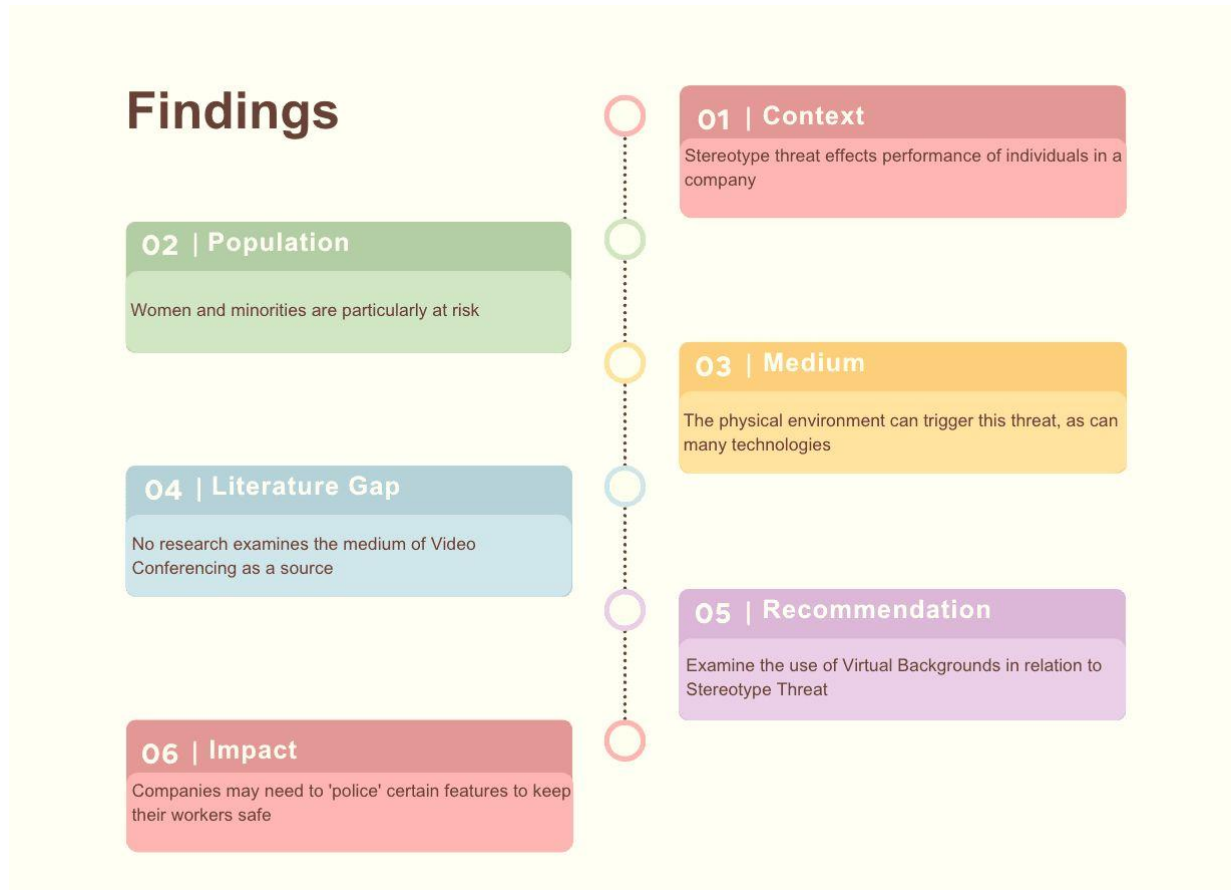 Findings
01 | Context
Stereotype threat effects performance of individuals in a
company
02 | Population
Women and minorities are particularly at risk
03 | Medium
The physical environment can trigger this threat, as can
many technologies
04 | Literature Gap
No research examines the medium of Video
Conferencing as a source
05 | Recommendation
Examine the use of Virtual Backgrounds in relation to
Stereotype Threat
06 | Impact
Companies may need to 'police' certain features to keep
their workers safe